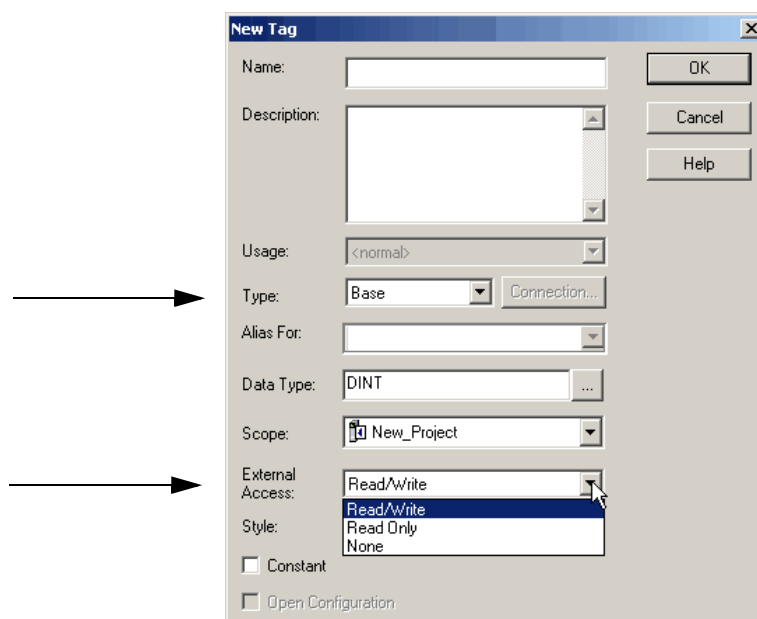 New Tag
Name:
OK
Description:
Cancel
Help
Usage:
<normal>
Type:
Base
Connection...
Alias For:
Data Type:
DINT
...
Scope:
New_Project
External
Access:
Read/Write
Read/Write
Read Only
None
Style:
Constant
Open Configuration